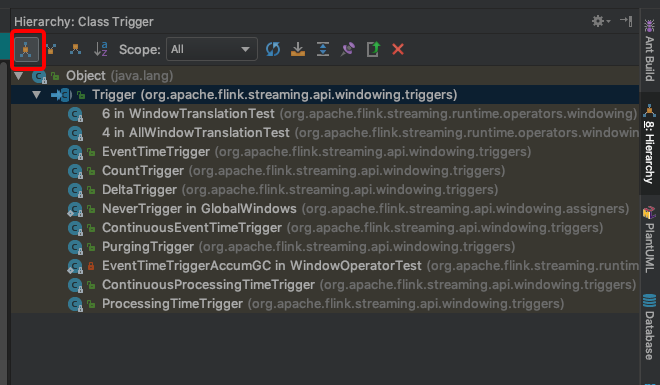 Hierarchy: Class Trigger
Scope: All
Object (java.lang)
Trigger (org.apache.flink.streaming.api.windowing.triggers)
6 in WindowTranslationTest (org.apache.flink.streaming.runtime.operators.windowing)
4 in AllWindowTranslationTest (org.apache.flink.streaming.runtime.operators.
EventTimeTrigger (org.apache.flink.streaming.api.windowing.triggers)
CountTrigger (org.apache.flink.streaming.api.windowing.triggers)
DeltaTrigger (org.apache.flink.streaming.api.windowing.triggers)
NeverTrigger in GlobalWindows (org.apache.flink.streaming.api.windowing.assigners)
ContinuousEventTimeTrigger (org.apache.flink.streaming.api.windowing.triggers)
PurgingTrigger (org.apache.flink.streaming.api.windowing.triggers)
EventTimeTriggerAccumGC in WindowOperatorTest (org.apache.flink.streaming.runtime
ContinuousProcessingTimeTrigger (org.apache.flink.streaming.api.windowing.triggers)
ProcessingTimeTrigger (org.apache.flink.streaming.api.windowing.triggers)
Ant Build
8: Hierarchy
PlantUML
Database